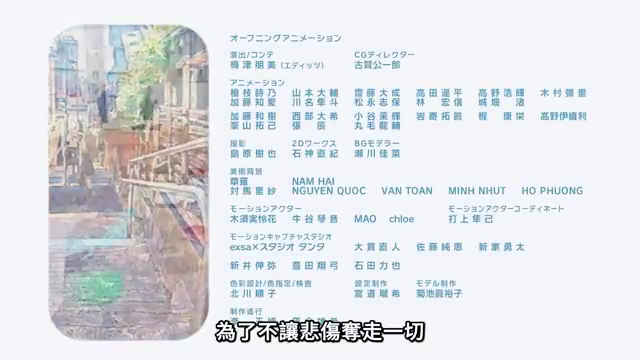 オープニングアニメーション
演出/コンテ
CGディレクター
梅津朋美(エディッツ)
古賀公一郎
アニメーション
檜枝詩乃 山本大輔 齋藤大成 高田遥平 高野浩輝 木村彌里
加藤知愛 川名隼斗 松永志保 林 宏信 城畑 渚
加藤和樹 西部大希 小谷茉輝 岩嵜拓郎 梶 康栄 髙野伊織利
峯山拓己 張 辰 丸毛龍輔
撮影
2Dワークス
BGモデラー
島原樹也
石神直紀
瀬川佳菜
美術背景
草薙 NAM HAI
対馬里紗 NGUYEN QUOC VAN TOAN MINH NHUT HO PHUONG
モーションアクター
モーションアクターコーディネート
木須実怜花 牛谷琴音 MAO chloe
打上隼己
モーションキャプチャスタジオ
exsa×スタジオ タンタ 大貫直人 佐藤純恵 新家勇太
新井伸弥 豊田翔弓 石田力也
色彩設計/色指定/検査
設定制作
モデル制作
北川順子
宮道瑠希
菊池眞裕子
制作進行
為了不讓悲傷奪走一切